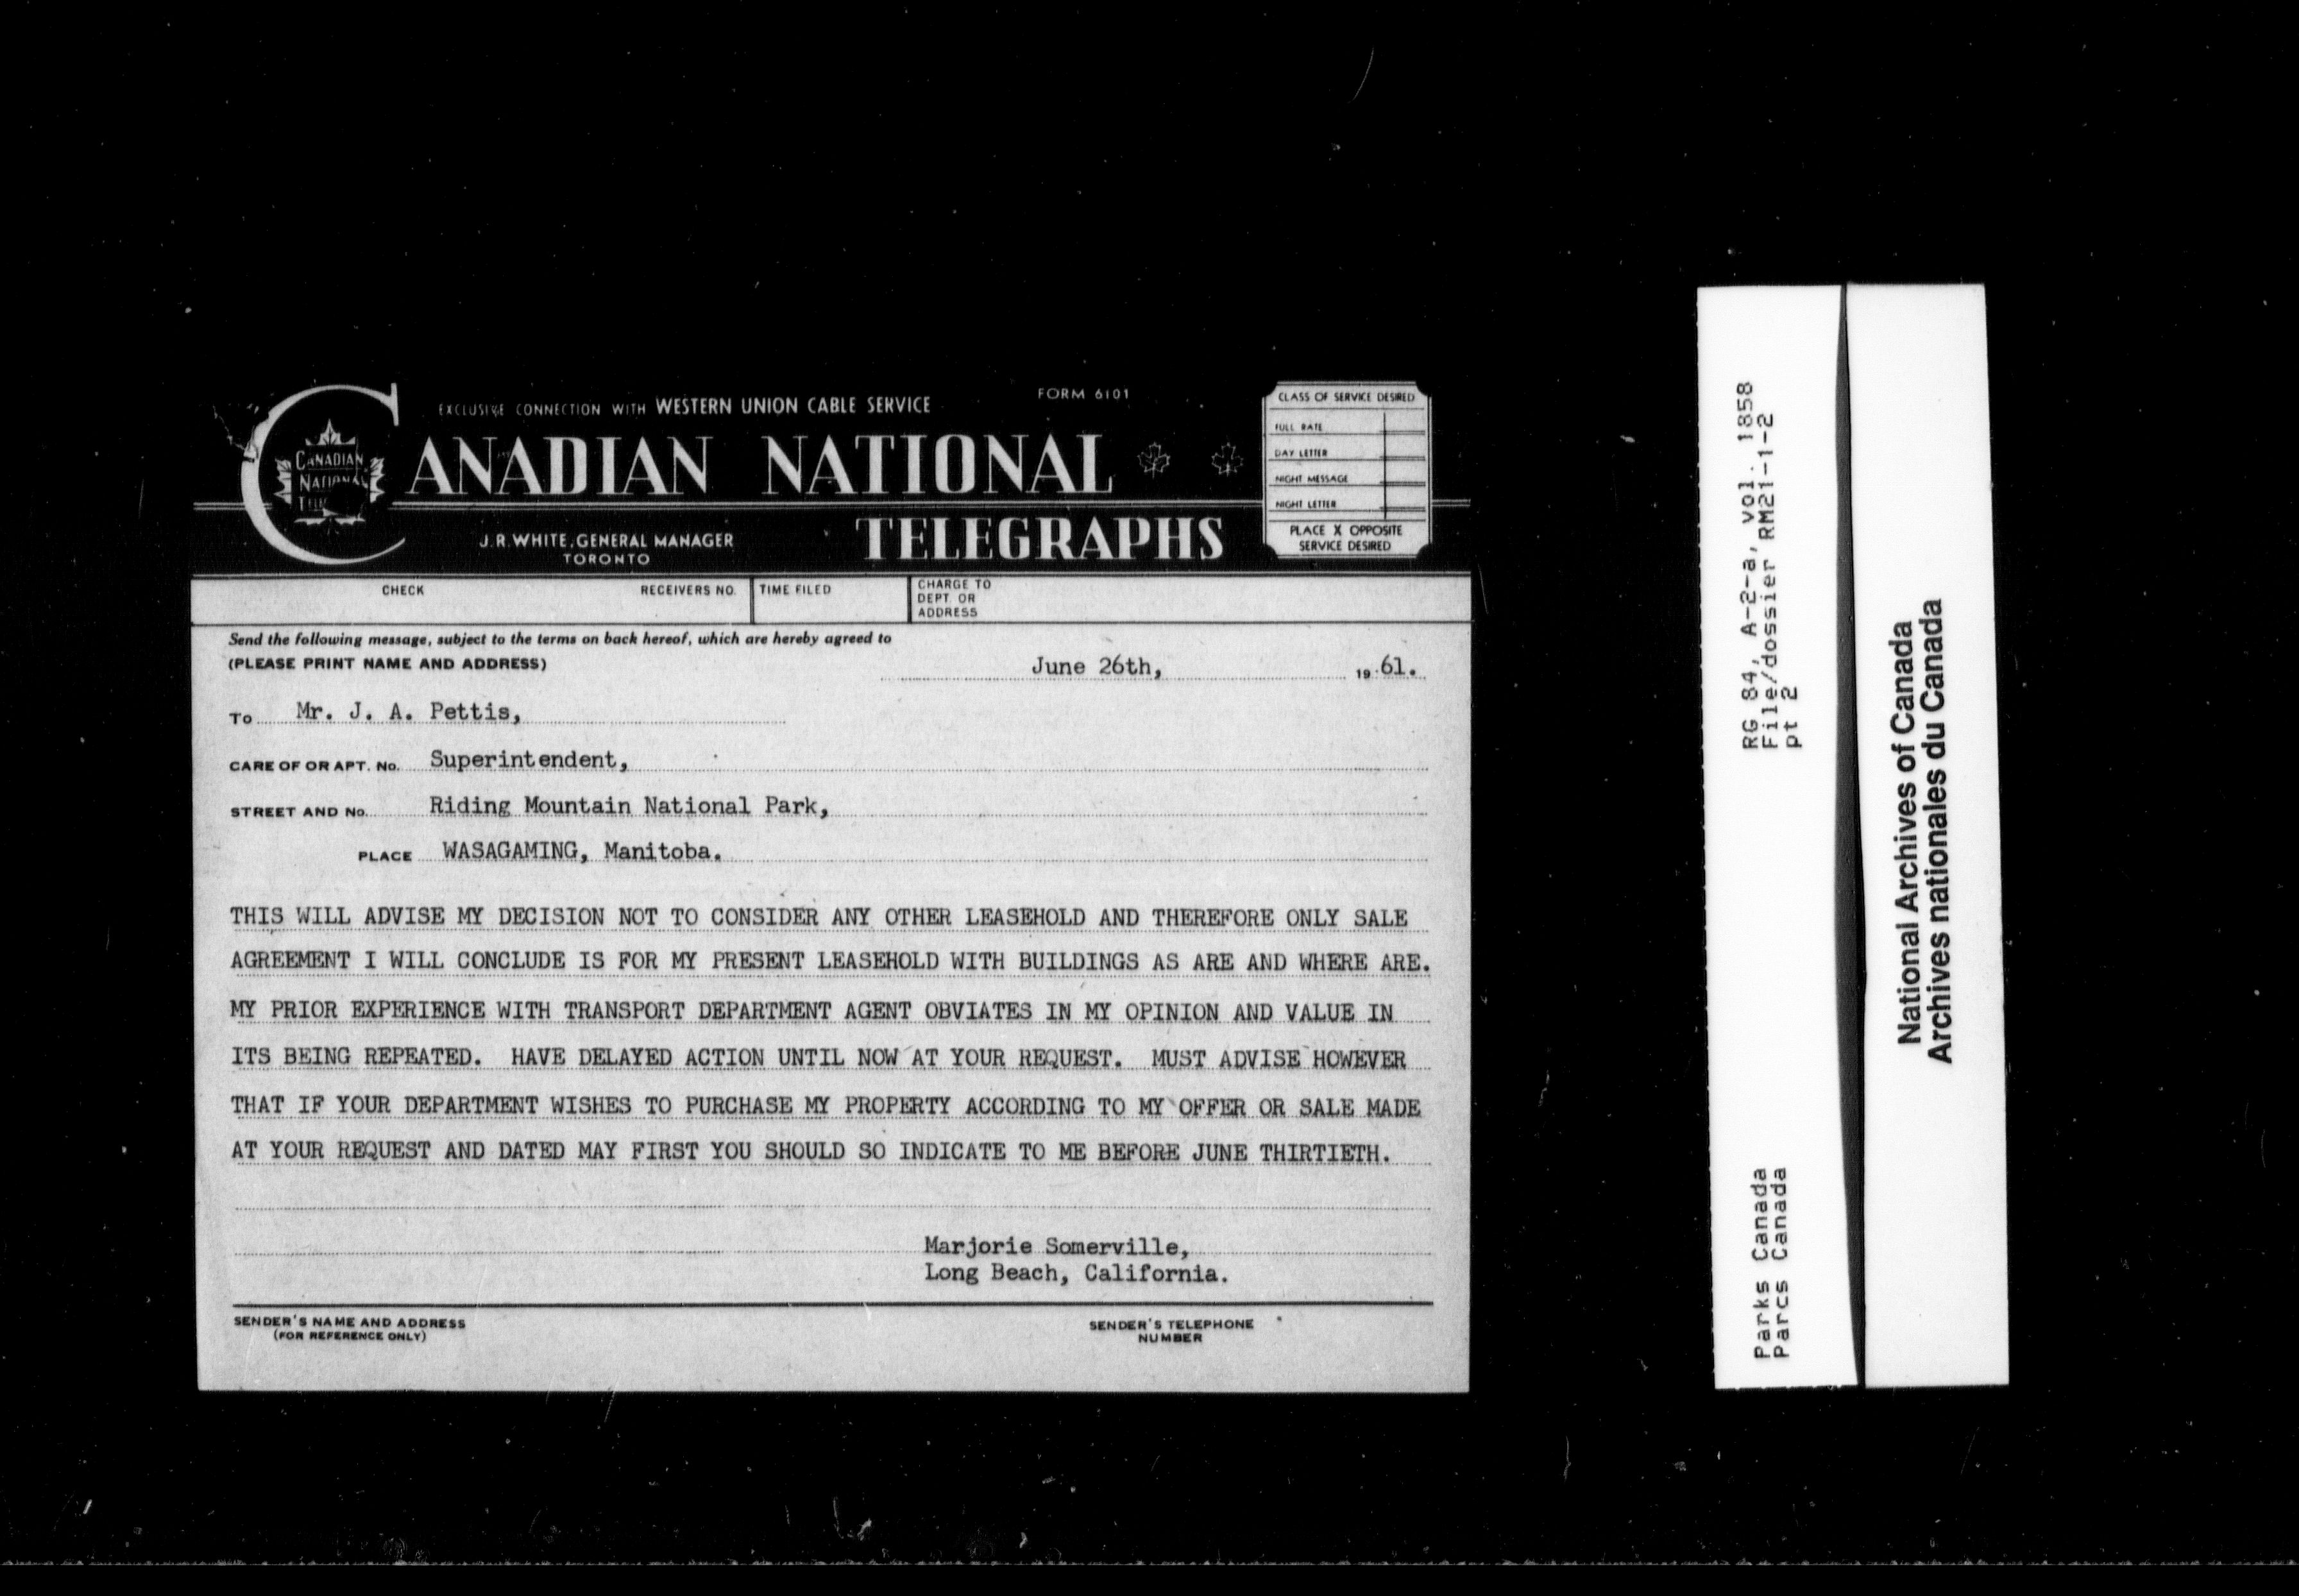 EXCLUSIVE CONNECTION WITH WESTERN UNION CABLE SERVICE
FORM 6101
CANADIAN NATIONAL
TELEGRAPHS
CANADIAN
NATIONAL
J. R. WHITE, GENERAL MANAGER
TORONTO
CLASS OF SERVICE DESIRED
FULL RATE
DAY LETTER
NIGHT MESSAGE
NIGHT LETTER
PLACE X OPPOSITE
SERVICE DESIRED
CHECK
RECEIVERS NO.
TIME FILED
CHARGE TO
DEPT. OR
ADDRESS
Send the following message, subject to the terms on back hereof, which are hereby agreed to
(PLEASE PRINT NAME AND ADDRESS)
June 26th, 19 61.
TO Mr. J. A. Pettis,
CARE OF OR APT. No. Superintendent,
STREET AND No. Riding Mountain National Park,
PLACE WASAGAMING, Manitoba.
THIS WILL ADVISE MY DECISION NOT TO CONSIDER ANY OTHER LEASEHOLD AND THEREFORE ONLY SALE
AGREEMENT I WILL CONCLUDE IS FOR MY PRESENT LEASEHOLD WITH BUILDINGS AS ARE AND WHERE ARE.
MY PRIOR EXPERIENCE WITH TRANSPORT DEPARTMENT AGENT OBVIATES IN MY OPINION AND VALUE IN
ITS BEING REPEATED. HAVE DELAYED ACTION UNTIL NOW AT YOUR REQUEST. MUST ADVISE HOWEVER
THAT IF YOUR DEPARTMENT WISHES TO PURCHASE MY PROPERTY ACCORDING TO MY OFFER OR SALE MADE
AT YOUR REQUEST AND DATED MAY FIRST YOU SHOULD SO INDICATE TO ME BEFORE JUNE THIRTIETH.
Marjorie Somerville,
Long Beach, California.
SENDER'S NAME AND ADDRESS
(FOR REFERENCE ONLY)
SENDER'S TELEPHONE
NUMBER
RG 84, A-2-a, vol. 1858
File/dossier RM21-1-2
pt 2
Parks Canada
Parcs Canada
National Archives of Canada
Archives nationales du Canada